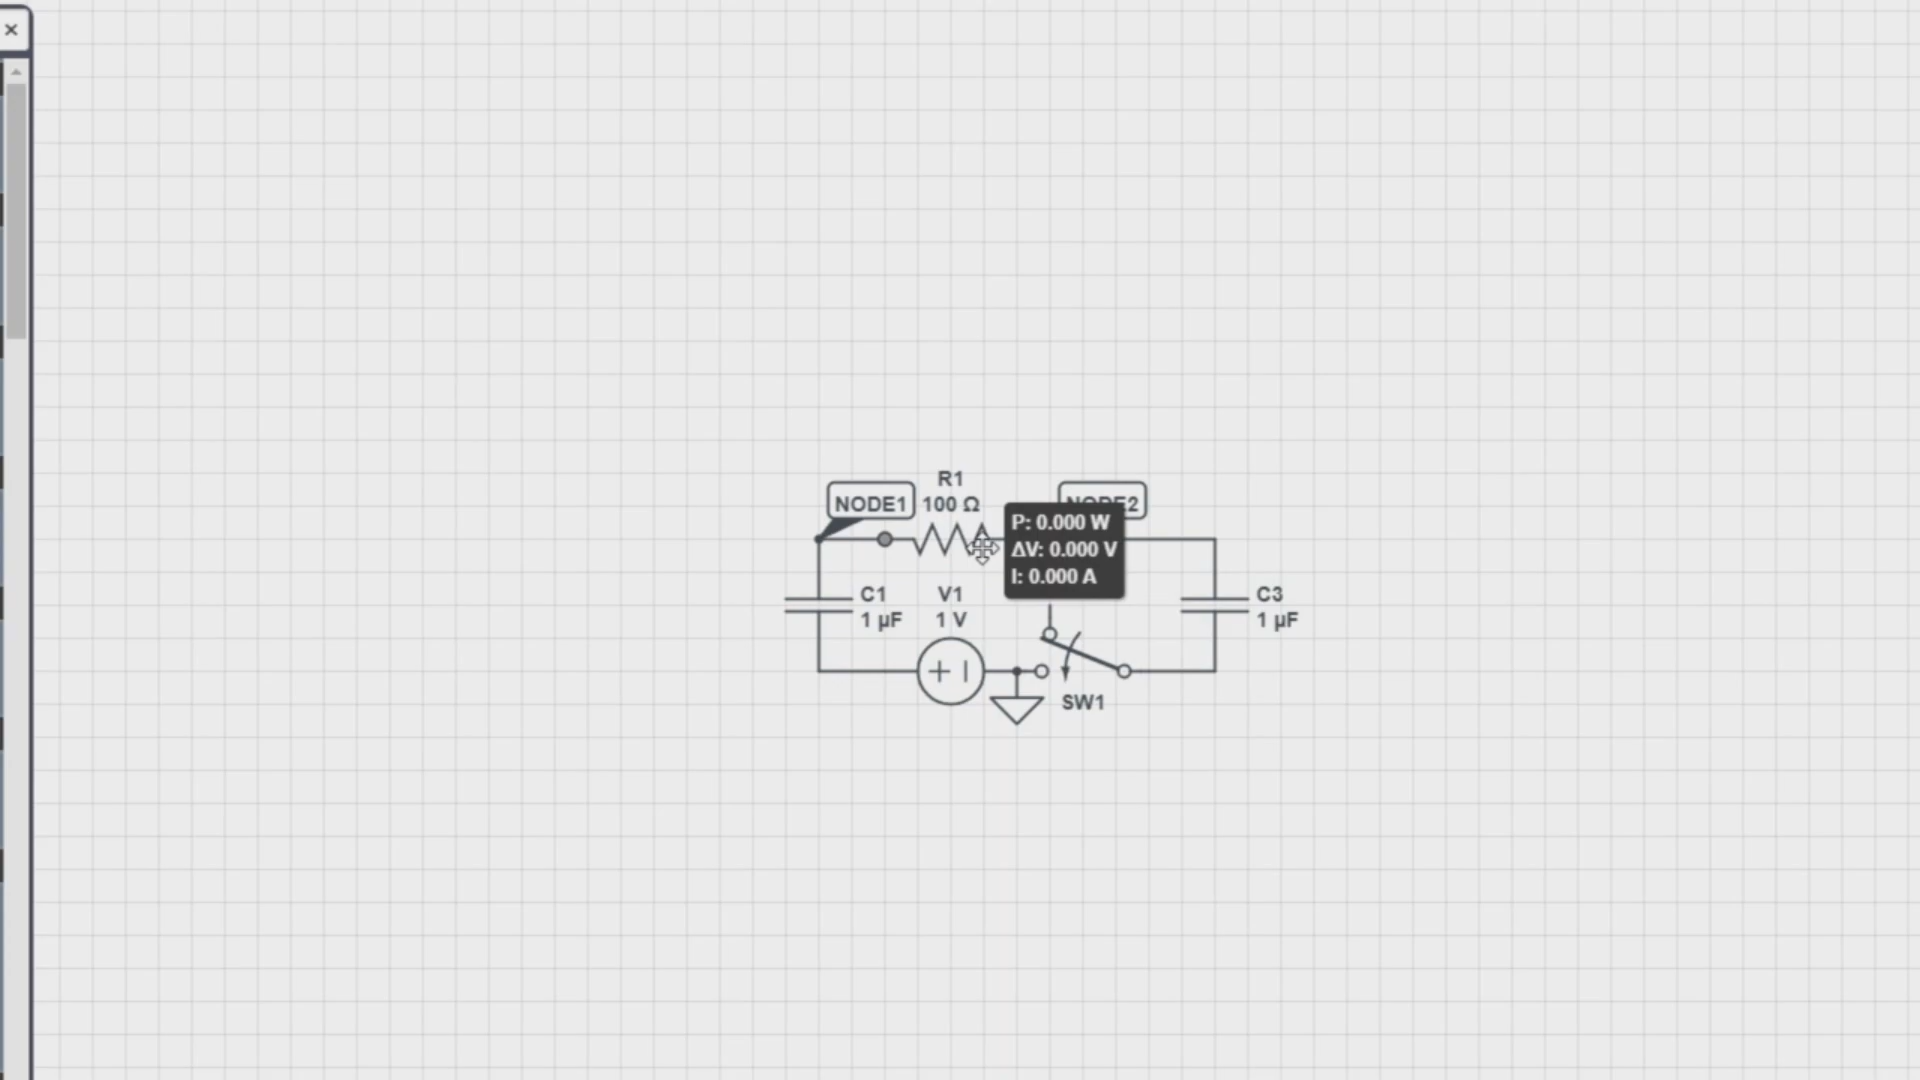 ×
R1
NODE1
100 Ω
NODE2
P: 0.000 W
ΔV: 0.000 V
I: 0.000 A
C1
1 µF
V1
1 V
C3
1 µF
SW1